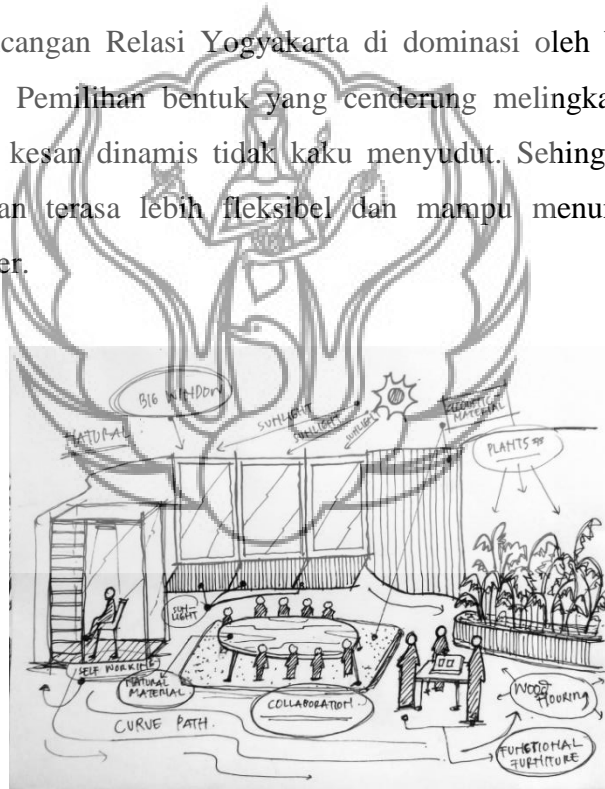 cangan Relasi Yogyakarta di dominasi oleh
Pemilihan bentuk yang cenderung melingka
kesan dinamis tidak kaku menyudut. Sehing
an terasa lebih fleksibel dan mampu menu
er.
BIG WINDOW
SUNLIGHT
SUNLIGHT
SUNLIGHT
NATURAL
MATERIAL
PLANTS
SUN-
LIGHT
SELF WORKING
NATURAL
MATERIAL
COLLABORATION
CURVE PATH.
WOOD
FLOURING
FUNCTIONAL
FURNITURE